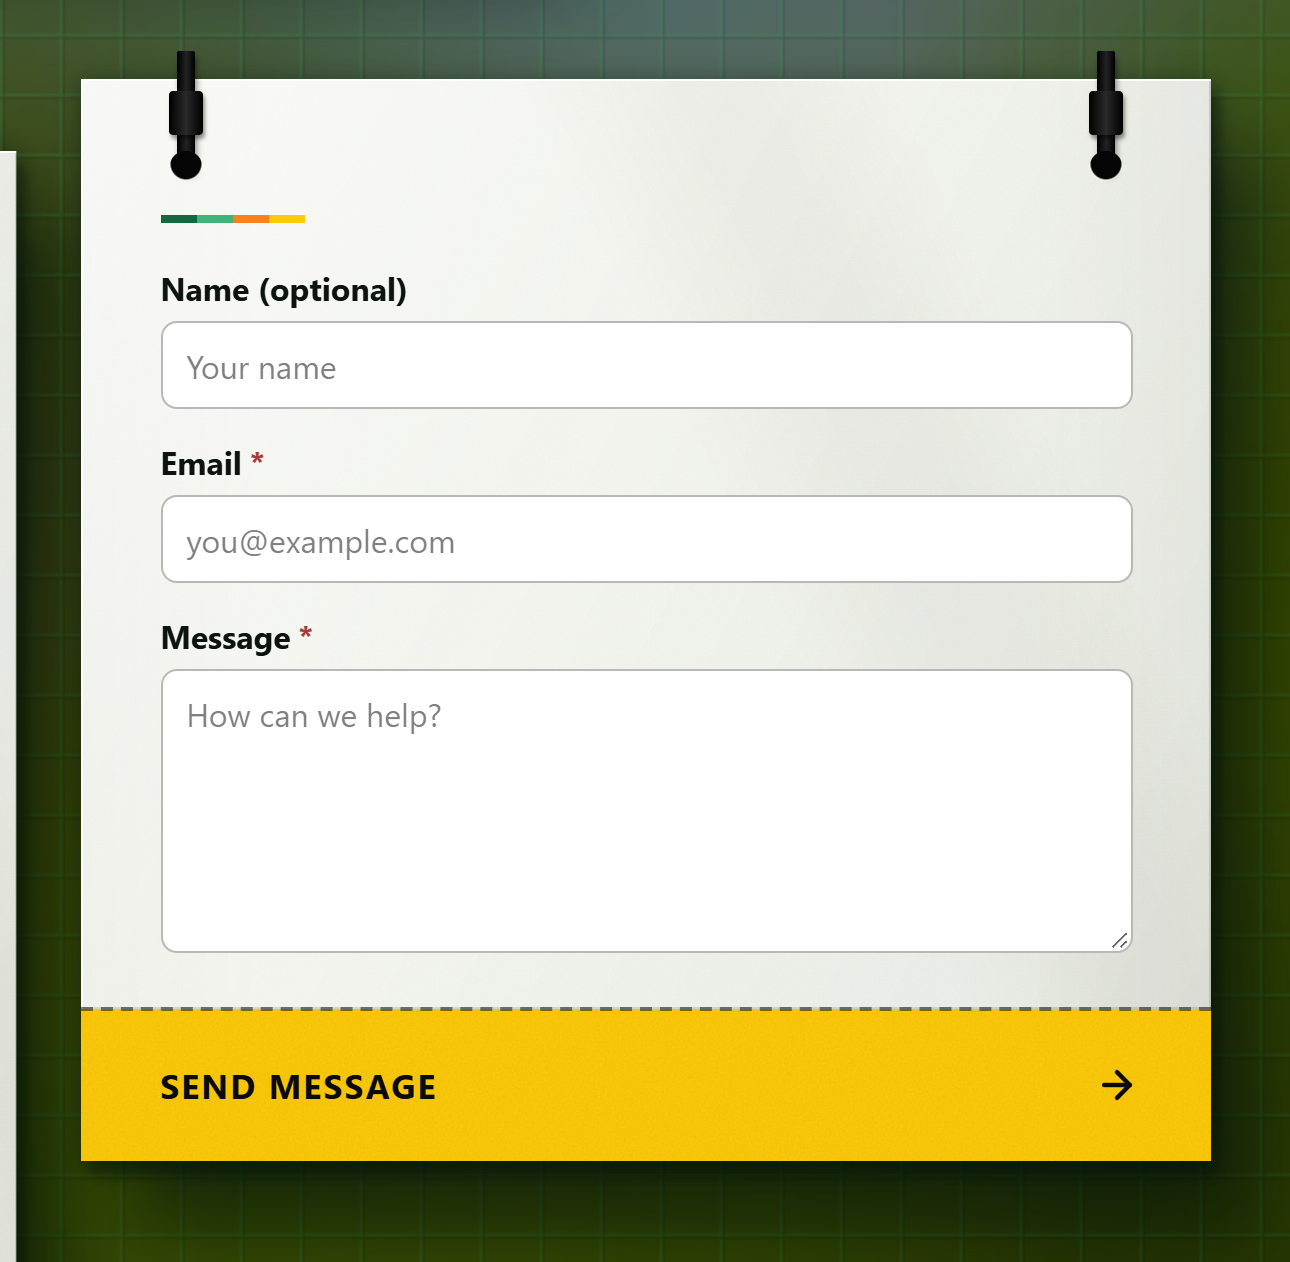 Name (optional)
Your name
Email *
you@example.com
Message *
How can we help?
SEND MESSAGE